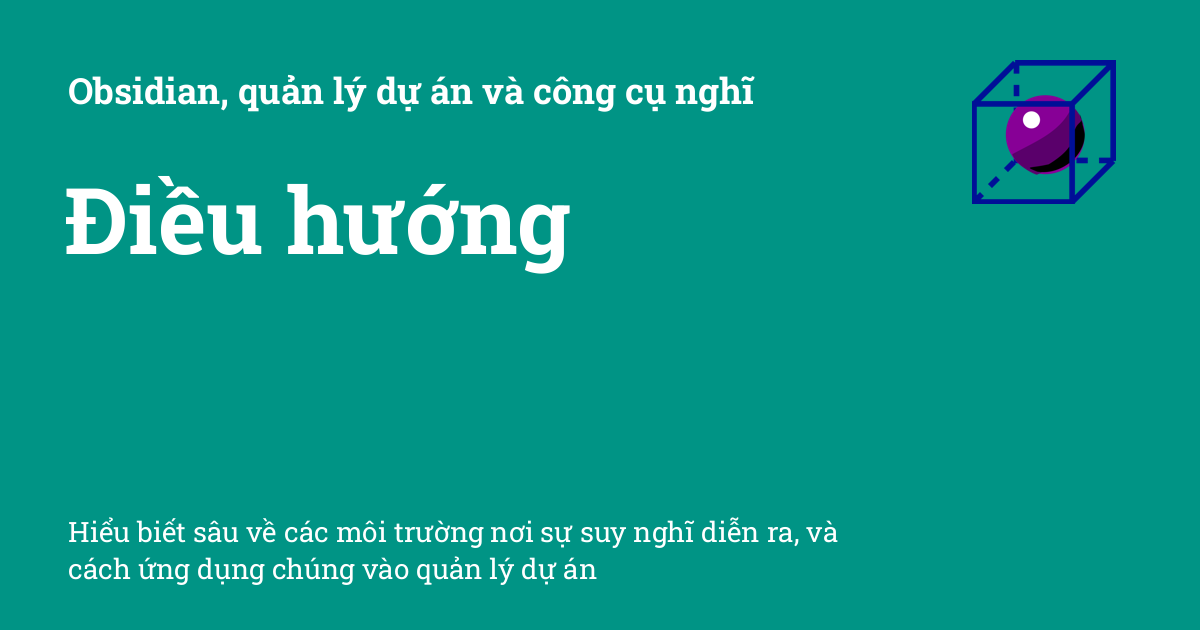 Obsidian, quản lý dự án và công cụ nghĩ
Điều hướng
Hiểu biết sâu về các môi trường nơi sự suy nghĩ diễn ra, và
cách ứng dụng chúng vào quản lý dự án